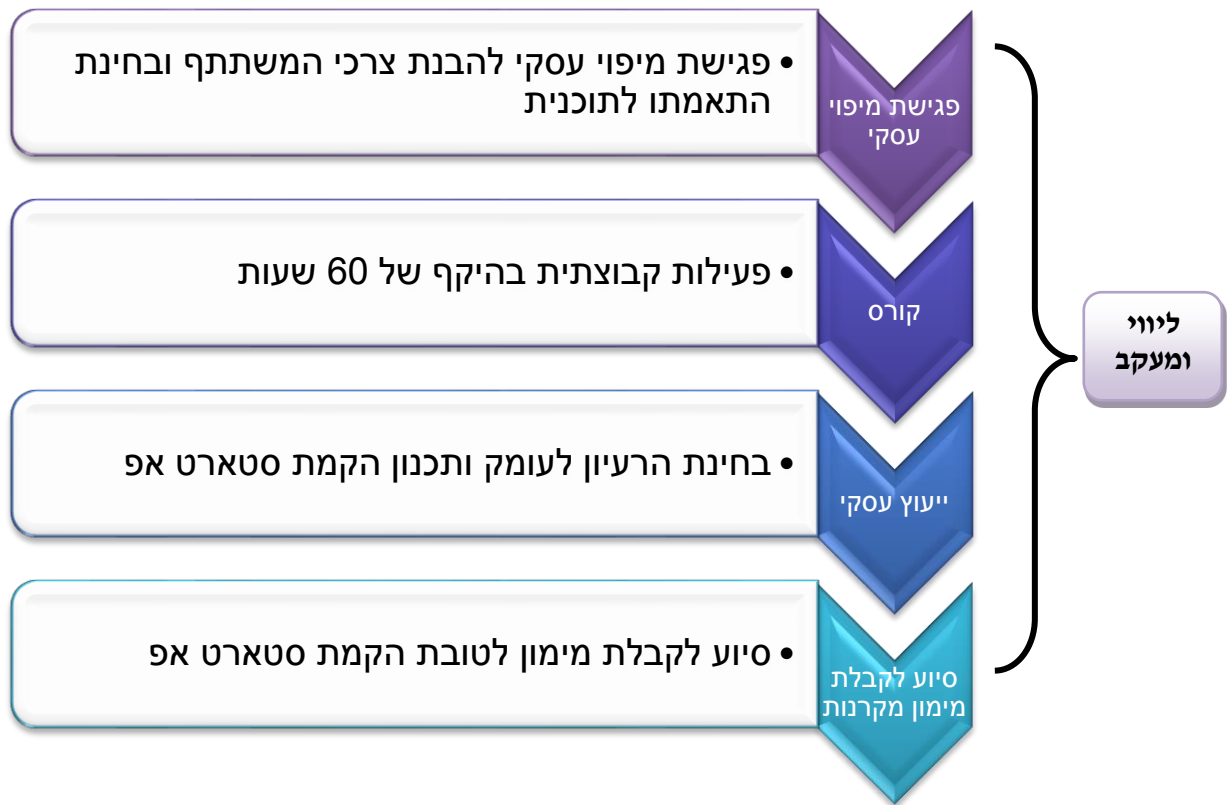 פגישת מיפוי
עסקי
• פגישת מיפוי עסקי להבנת צרכי המשתתף ובחינת
התאמתו לתוכנית
קורס
• פעילות קבוצתית בהיקף של 60 שעות
ייעוץ עסקי
• בחינת הרעיון לעומק ותכנון הקמת סטארט אפ
סיוע לקבלת
מימון מקרנות
• סיוע לקבלת מימון לטובת הקמת סטארט אפ
ליווי
ומעקב